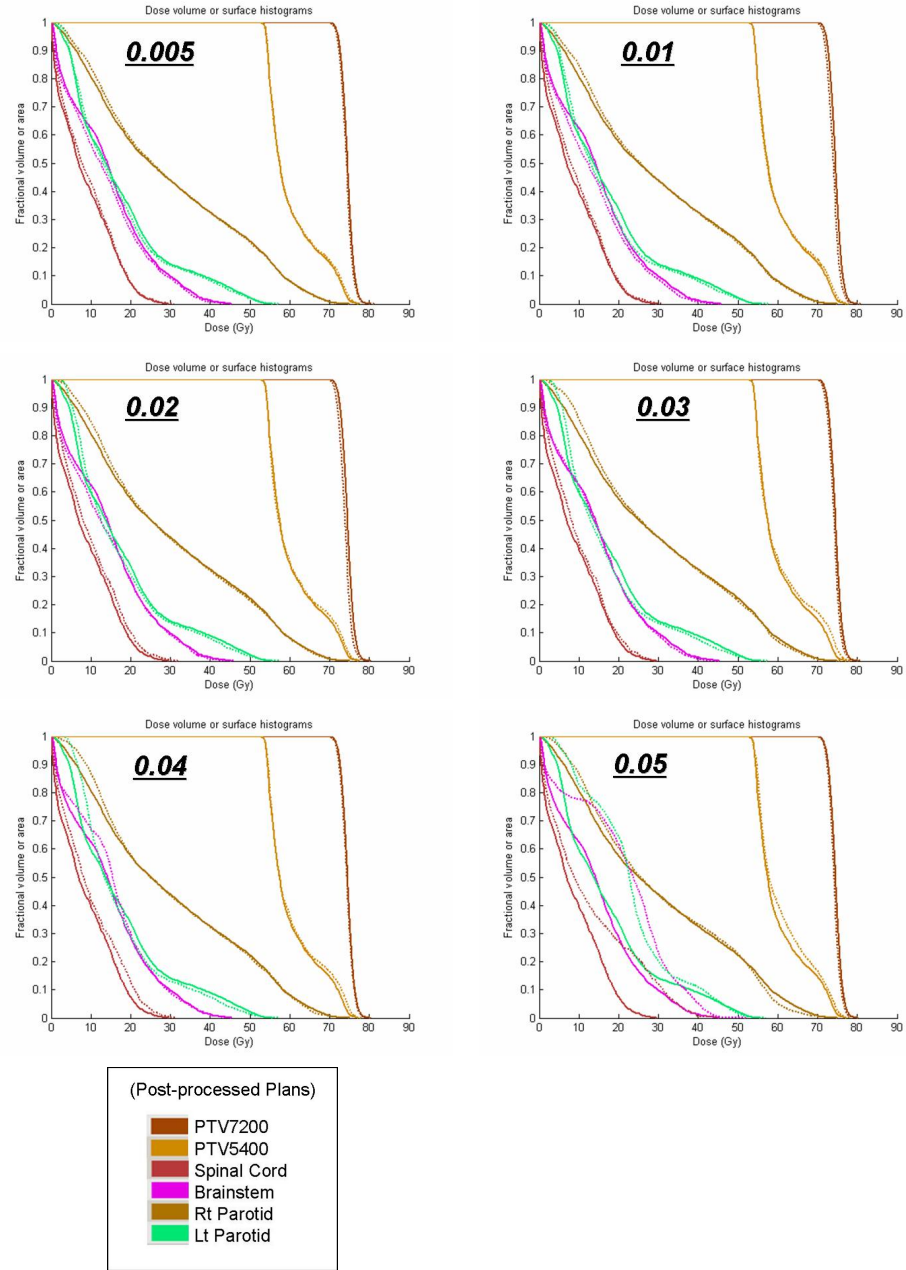 Dose volume or surface histograms
0.005
Fractional volume or area
1
0.9
0.8
0.7
0.6
0.5
0.4
0.3
0.2
0.1
0
0 10 20 30 40 50 60 70 80 90
Dose (Gy)
Dose volume or surface histograms
0.01
Fractional volume or area
1
0.9
0.8
0.7
0.6
0.5
0.4
0.3
0.2
0.1
0
0 10 20 30 40 50 60 70 80 90
Dose (Gy)
Dose volume or surface histograms
0.02
Fractional volume or area
1
0.9
0.8
0.7
0.6
0.5
0.4
0.3
0.2
0.1
0
0 10 20 30 40 50 60 70 80 90
Dose (Gy)
Dose volume or surface histograms
0.03
Fractional volume or area
1
0.9
0.8
0.7
0.6
0.5
0.4
0.3
0.2
0.1
0
0 10 20 30 40 50 60 70 80 90
Dose (Gy)
Dose volume or surface histograms
0.04
Fractional volume or area
1
0.9
0.8
0.7
0.6
0.5
0.4
0.3
0.2
0.1
0
0 10 20 30 40 50 60 70 80 90
Dose (Gy)
Dose volume or surface histograms
0.05
Fractional volume or area
1
0.9
0.8
0.7
0.6
0.5
0.4
0.3
0.2
0.1
0
0 10 20 30 40 50 60 70 80 90
Dose (Gy)
(Post-processed Plans)
PTV7200
PTV5400
Spinal Cord
Brainstem
Rt Parotid
Lt Parotid